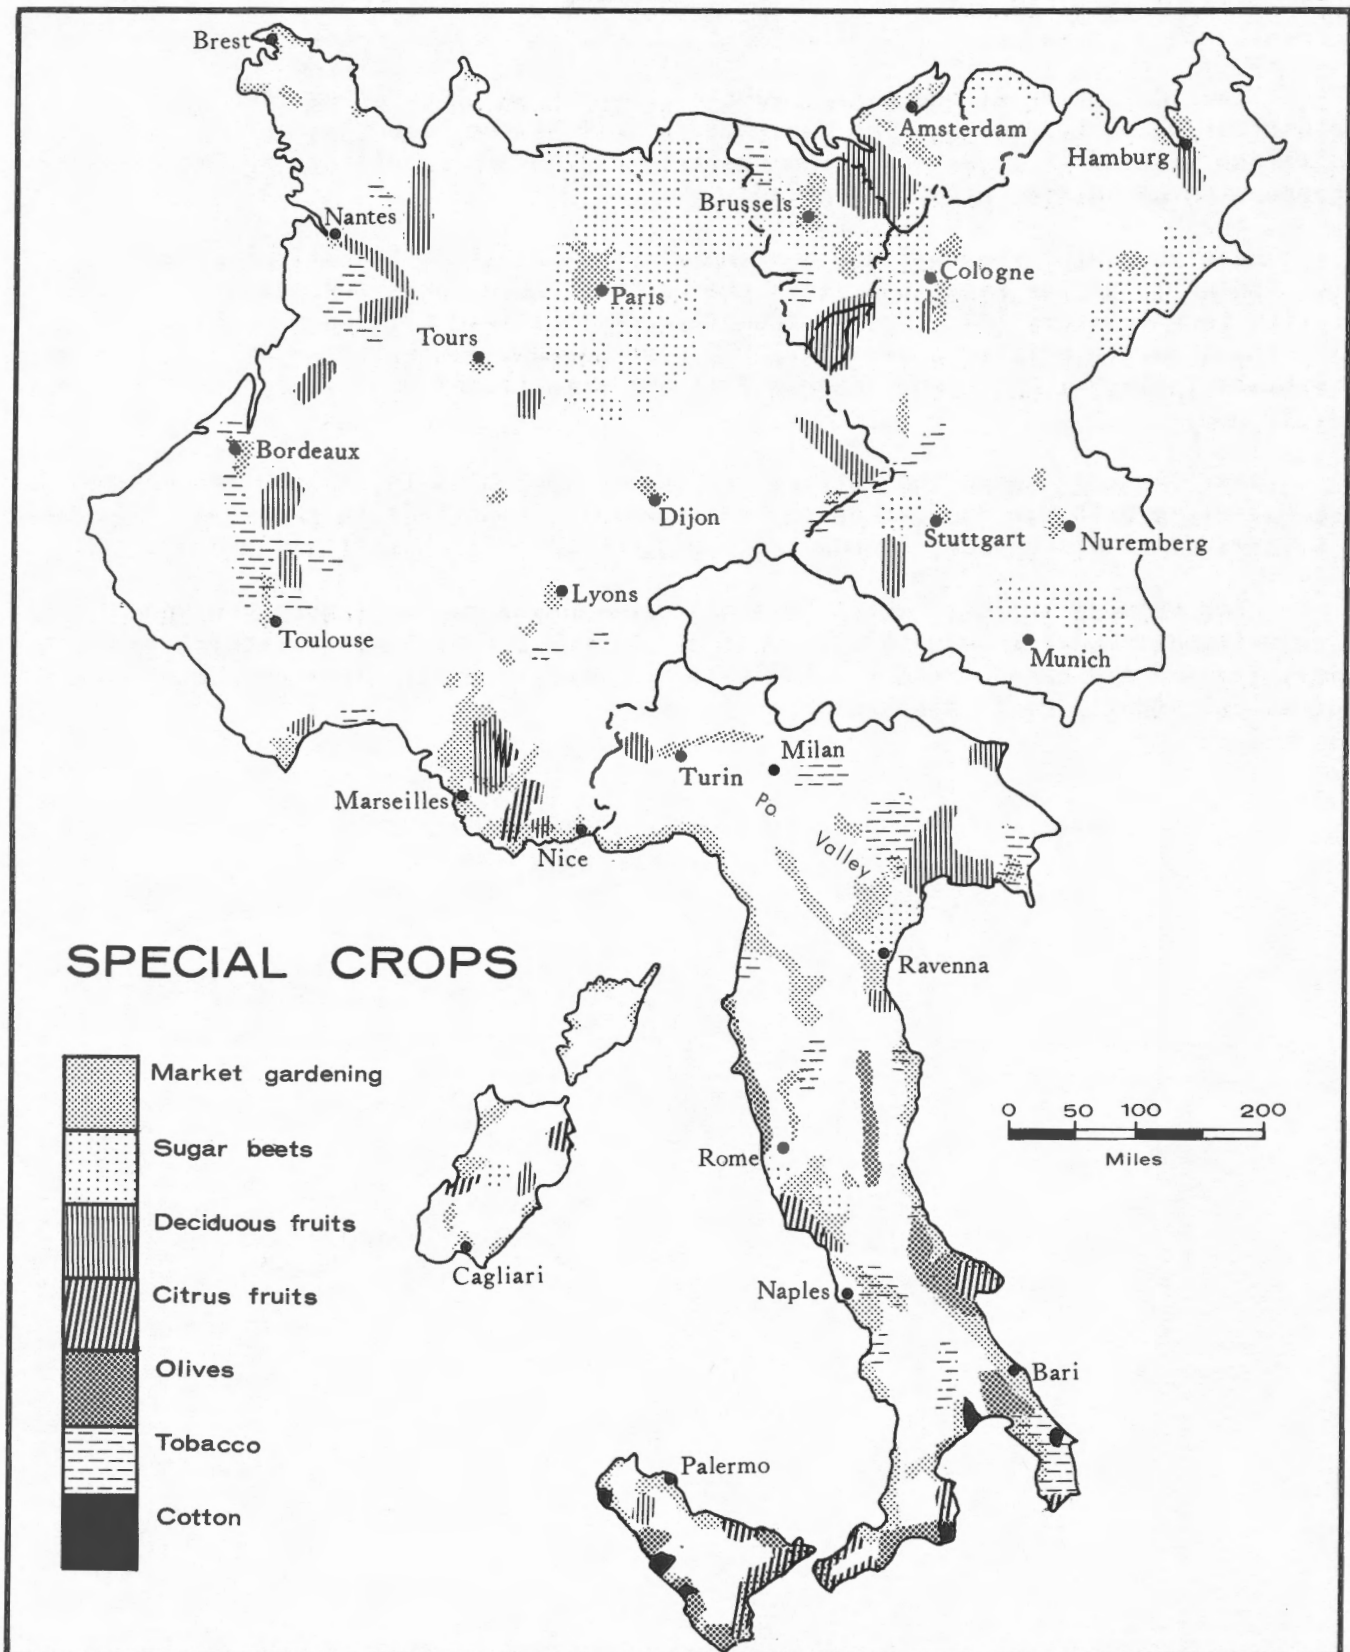 Brest
Amsterdam
Hamburg
Brussels
Nantes
Cologne
Paris
Tours
Bordeaux
Dijon
Stuttgart
Nuremberg
Lyons
Toulouse
Munich
Milan
Turin
Marseilles
Po
Valley
Nice
SPECIAL CROPS
Ravenna
Market gardening
0 50 100 200
Miles
Sugar beets
Rome
Deciduous fruits
Cagliari
Citrus fruits
Naples
Olives
Bari
Tobacco
Palermo
Cotton